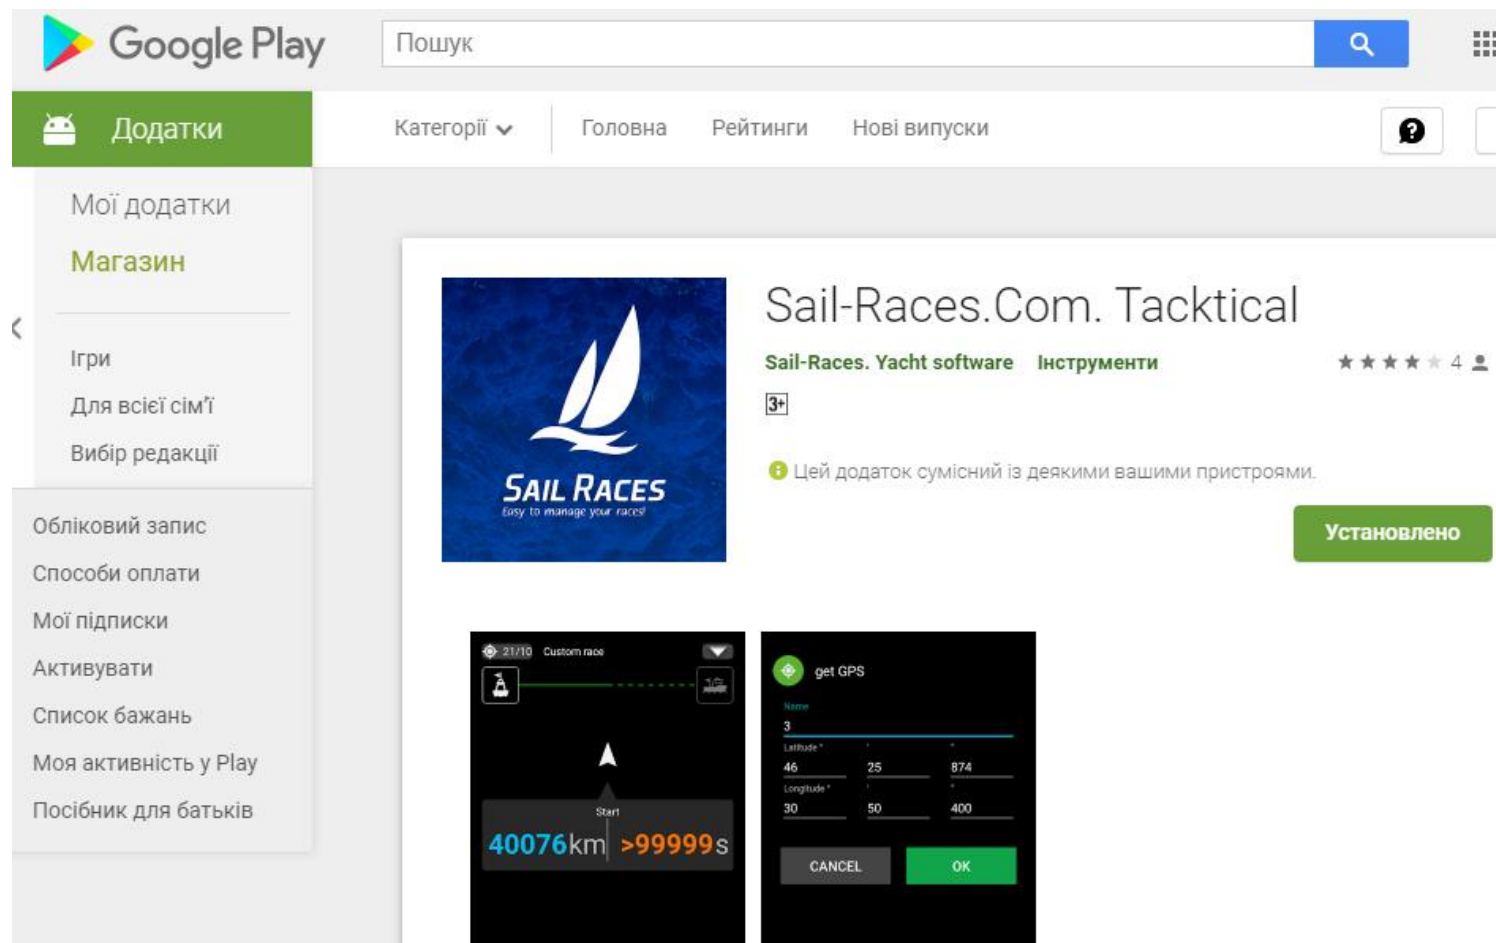 Google Play
Пошук
Додатки
Категорії
Головна
Рейтинги
Нові випуски
Мої додатки
Магазин
Ігри
Для всієї сім'ї
Вибір редакції
Обліковий запис
Способи оплати
Мої підписки
Активувати
Список бажань
Моя активність у Play
Посібник для батьків
SAIL RACES
Easy to manage your races!
Sail-Races.Com. Tacktical
Sail-Races. Yacht software Інструменти
4
3+
Цей додаток сумісний із деякими вашими пристроями.
Установлено
21/10 Custom race
Start
40076km >99999s
get GPS
Name
3
Latitude ° ' "
46 25 874
Longitude ° ' "
30 50 400
CANCEL OK